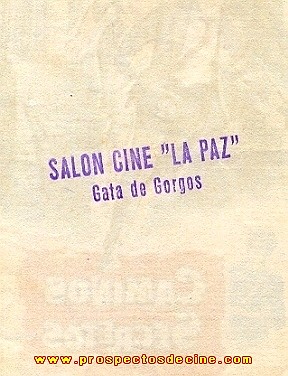 SALON CINE "LA PAZ"
Gata de Gorgos
www.prospectosdecine.com